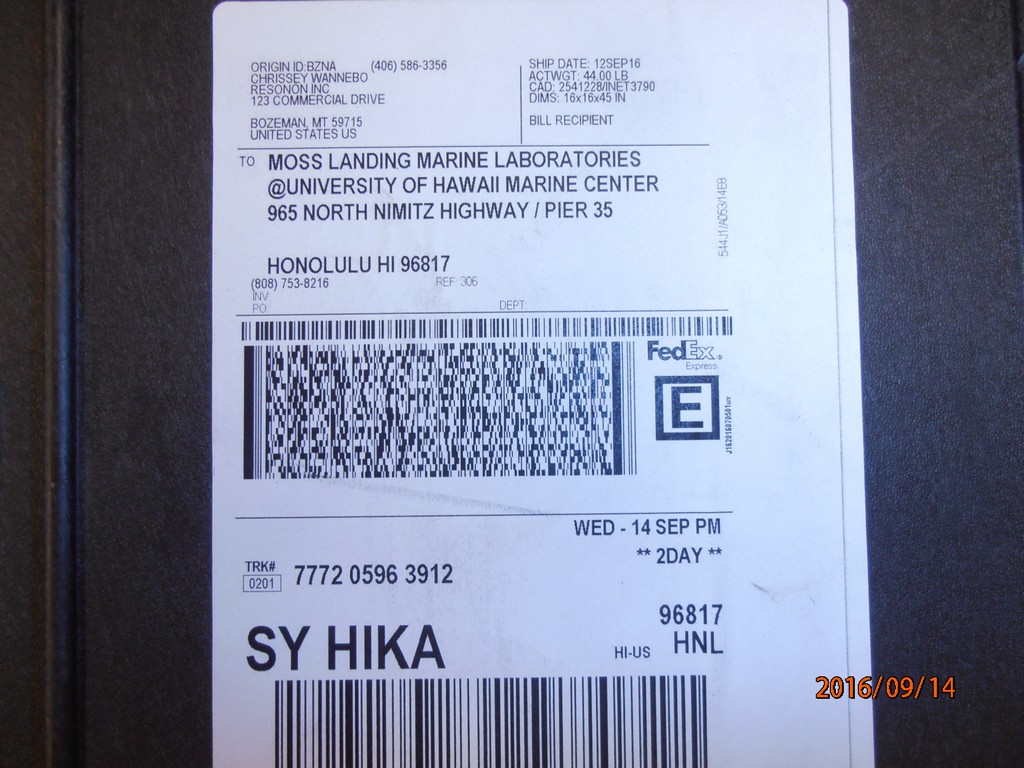 ORIGIN ID:BZNA (406) 586-3356
CHRISSEY WANNEBO
RESONON INC
123 COMMERCIAL DRIVE
BOZEMAN, MT 59715
UNITED STATES US
SHIP DATE: 12SEP16
ACTWGT: 44.00 LB
CAD: 2541228/INET3790
DIMS: 16x16x45 IN
BILL RECIPIENT
TO MOSS LANDING MARINE LABORATORIES
@UNIVERSITY OF HAWAII MARINE CENTER
965 NORTH NIMITZ HIGHWAY / PIER 35
HONOLULU HI 96817
(808) 753-8216 REF: 306
INV:
PO: DEPT:
544J1/AD53/14EB
FedEx
Express
E
WED - 14 SEP PM
** 2DAY **
TRK#
0201
7772 0596 3912
96817
SY HIKA
HI-US HNL
2016/09/14